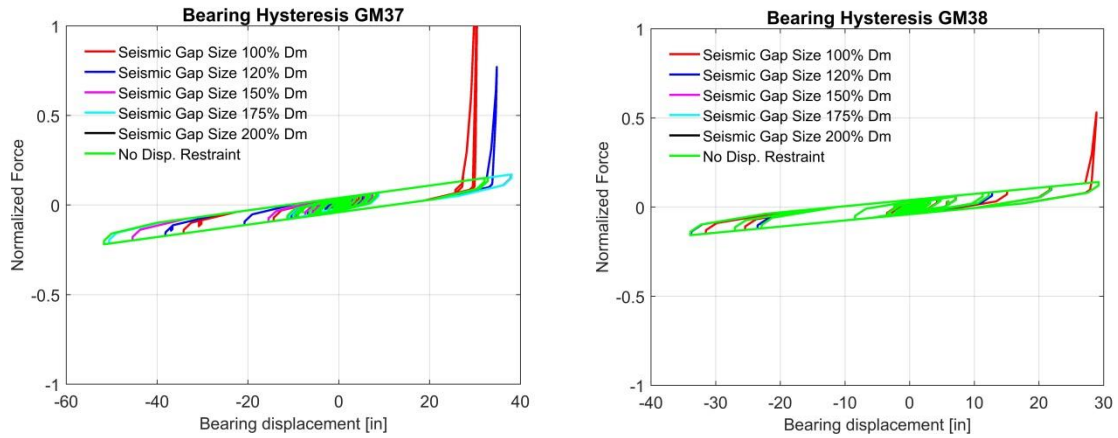 Bearing Hysteresis GM37
1
0.5
0
-0.5
-1
Normalized Force
Seismic Gap Size 100% Dm
Seismic Gap Size 120% Dm
Seismic Gap Size 150% Dm
Seismic Gap Size 175% Dm
Seismic Gap Size 200% Dm
No Disp. Restraint
-60 -40 -20 0 20 40
Bearing displacement [in]
Bearing Hysteresis GM38
1
0.5
0
-0.5
-1
Normalized Force
Seismic Gap Size 100% Dm
Seismic Gap Size 120% Dm
Seismic Gap Size 150% Dm
Seismic Gap Size 175% Dm
Seismic Gap Size 200% Dm
No Disp. Restraint
-40 -30 -20 -10 0 10 20 30
Bearing displacement [in]